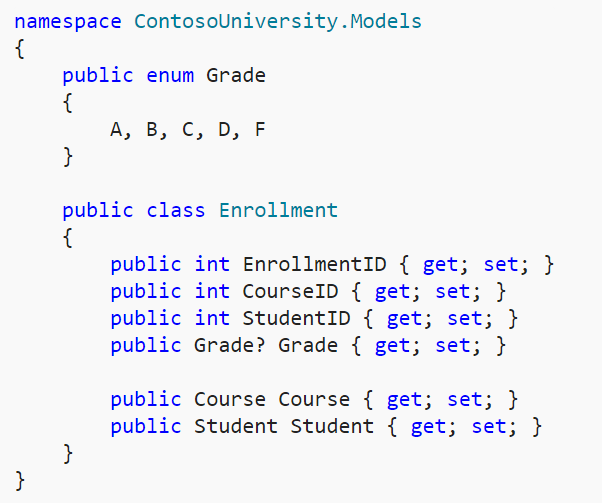 namespace ContosoUniversity.Models
{
    public enum Grade
    {
        A, B, C, D, F
    }

    public class Enrollment
    {
        public int EnrollmentID { get; set; }
        public int CourseID { get; set; }
        public int StudentID { get; set; }
        public Grade? Grade { get; set; }

        public Course Course { get; set; }
        public Student Student { get; set; }
    }
}